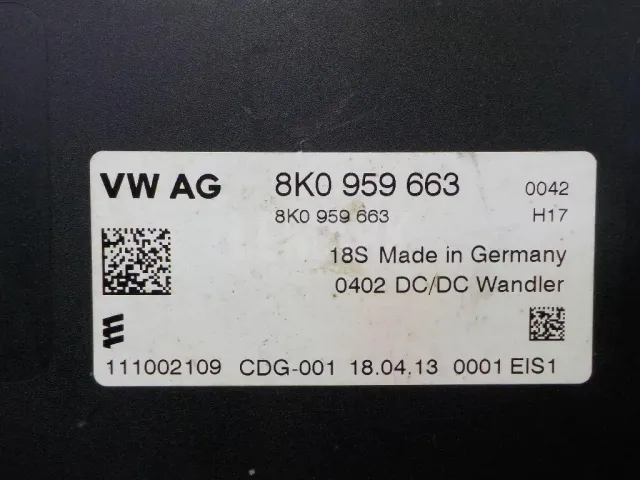 VW AG 8K0 959 663 0042
8K0 959 663 H17
18S Made in Germany
0402 DC/DC Wandler
111002109 CDG-001 18.04.13 0001 EIS1